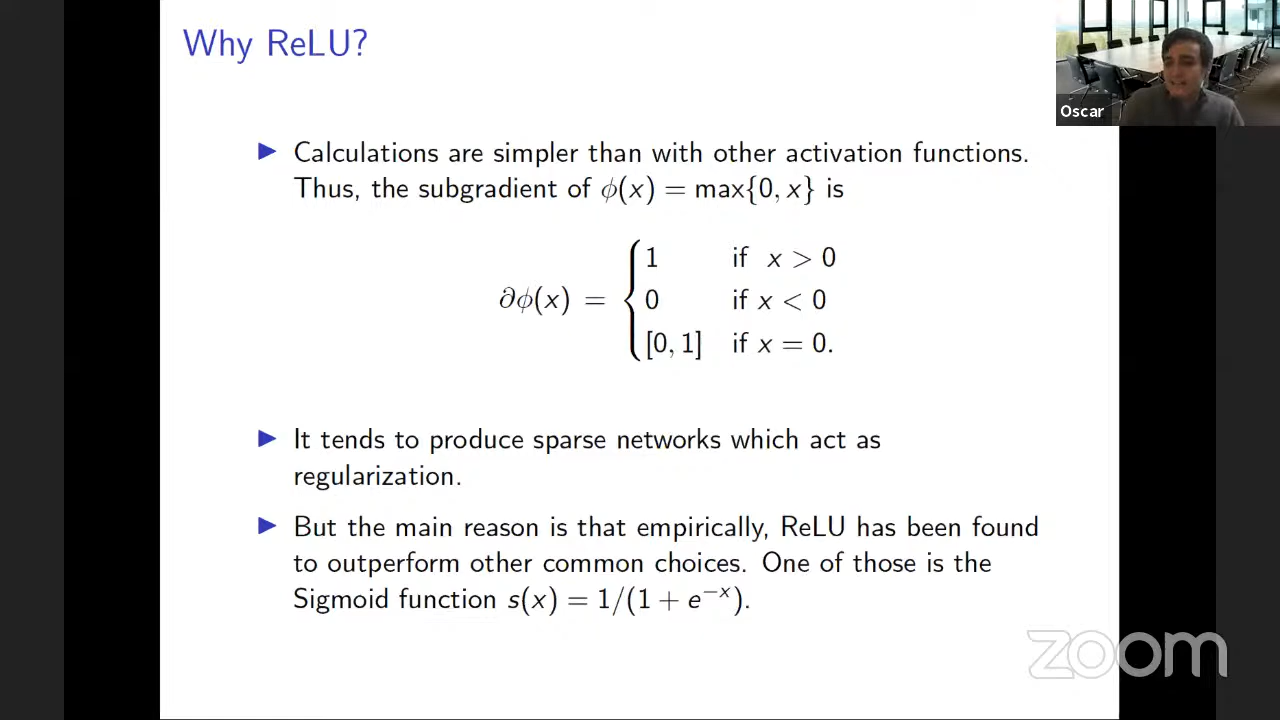 Why ReLU?
Oscar
▶ Calculations are simpler than with other activation functions.
Thus, the subgradient of ϕ(x) = max{0, x} is
∂ϕ(x) = { 1 if x > 0
0 if x < 0
[0, 1] if x = 0.
▶ It tends to produce sparse networks which act as
regularization.
▶ But the main reason is that empirically, ReLU has been found
to outperform other common choices. One of those is the
Sigmoid function s(x) = 1/(1 + e⁻ˣ).
zoom